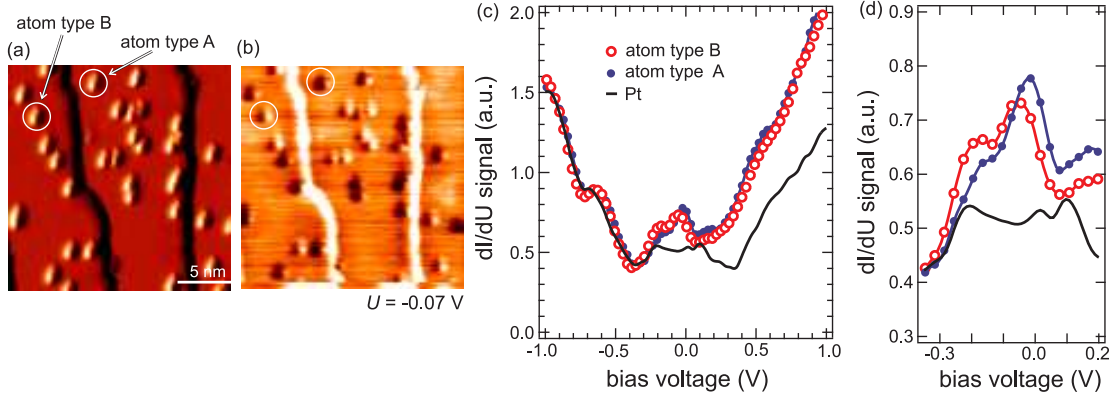 atom type B
atom type A
(a)
(b)
5 nm
U = -0.07 V
(c)
2.0
1.5
1.0
0.5
0.0
dI/dU signal (a.u.)
atom type B
atom type A
Pt
-1.0
-0.5
0.0
0.5
1.0
bias voltage (V)
(d)
0.9
0.8
0.7
0.6
0.5
0.4
0.3
dI/dU signal (a.u.)
-0.3
0.0
0.2
bias voltage (V)